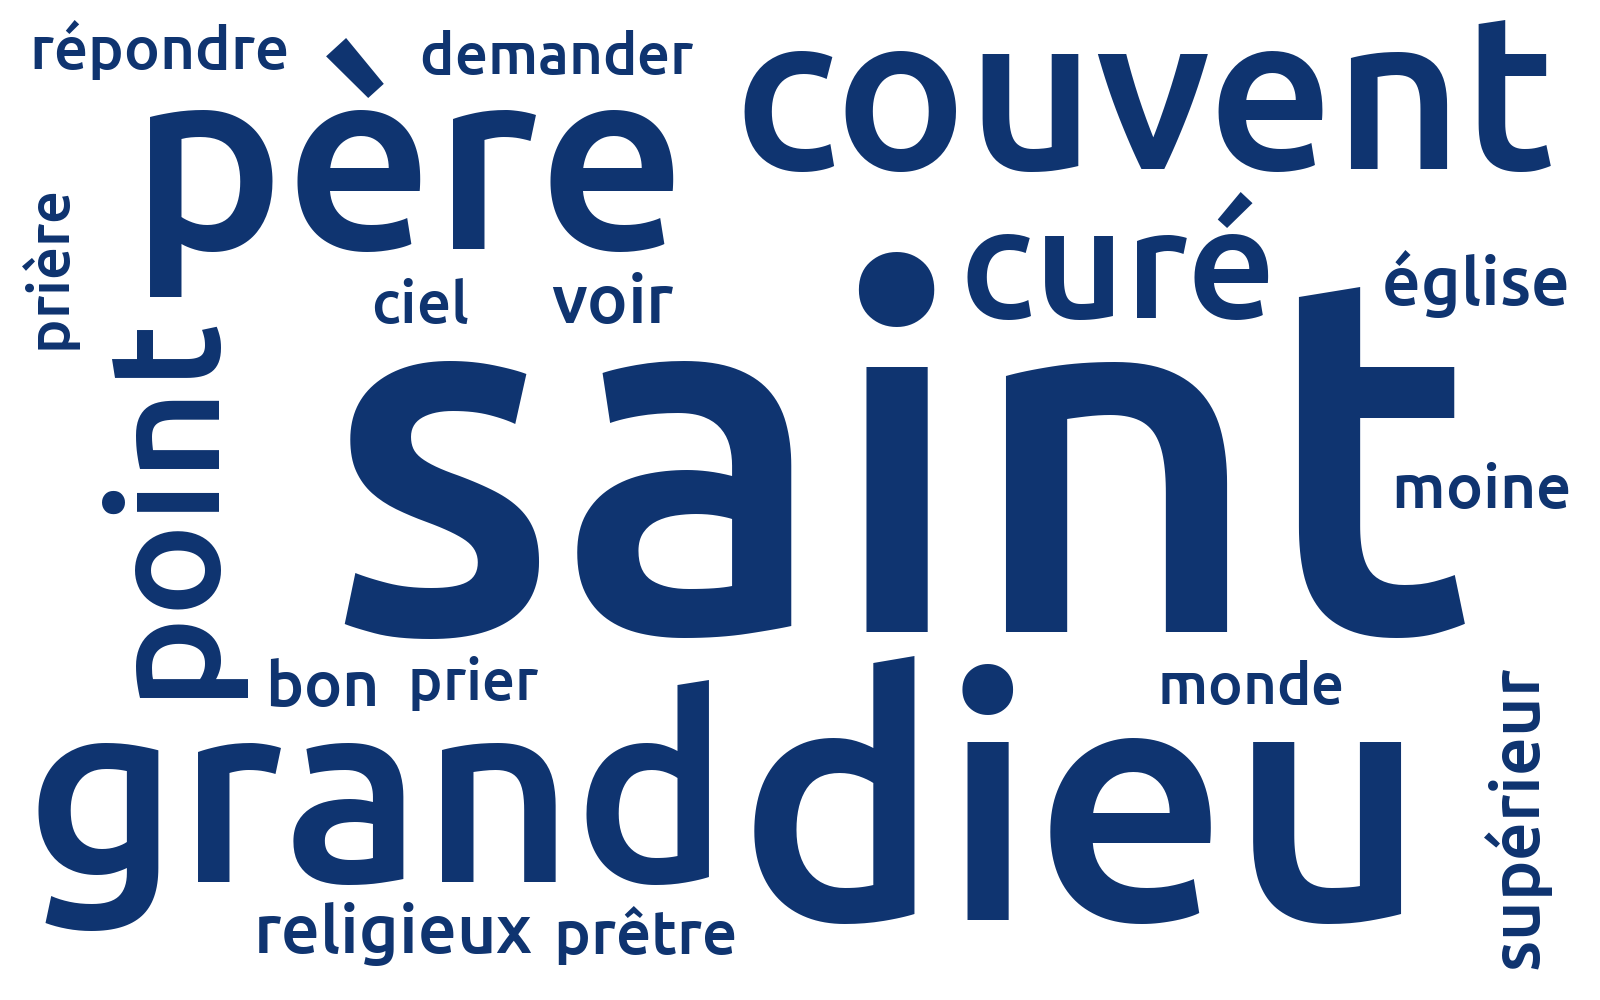 répondre
demander
couvent
père
prière
curé
ciel
voir
église
saint
point
moine
bon
prier
monde
grand
dieu
supérieur
religieux
prêtre